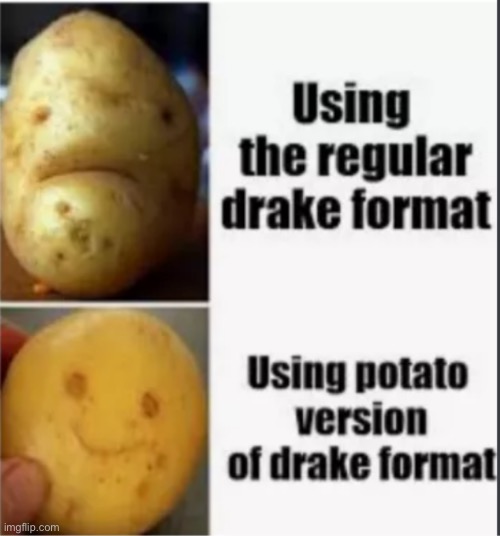 Using
the regular
drake format
Using potato
version
of drake format
imgflip.com